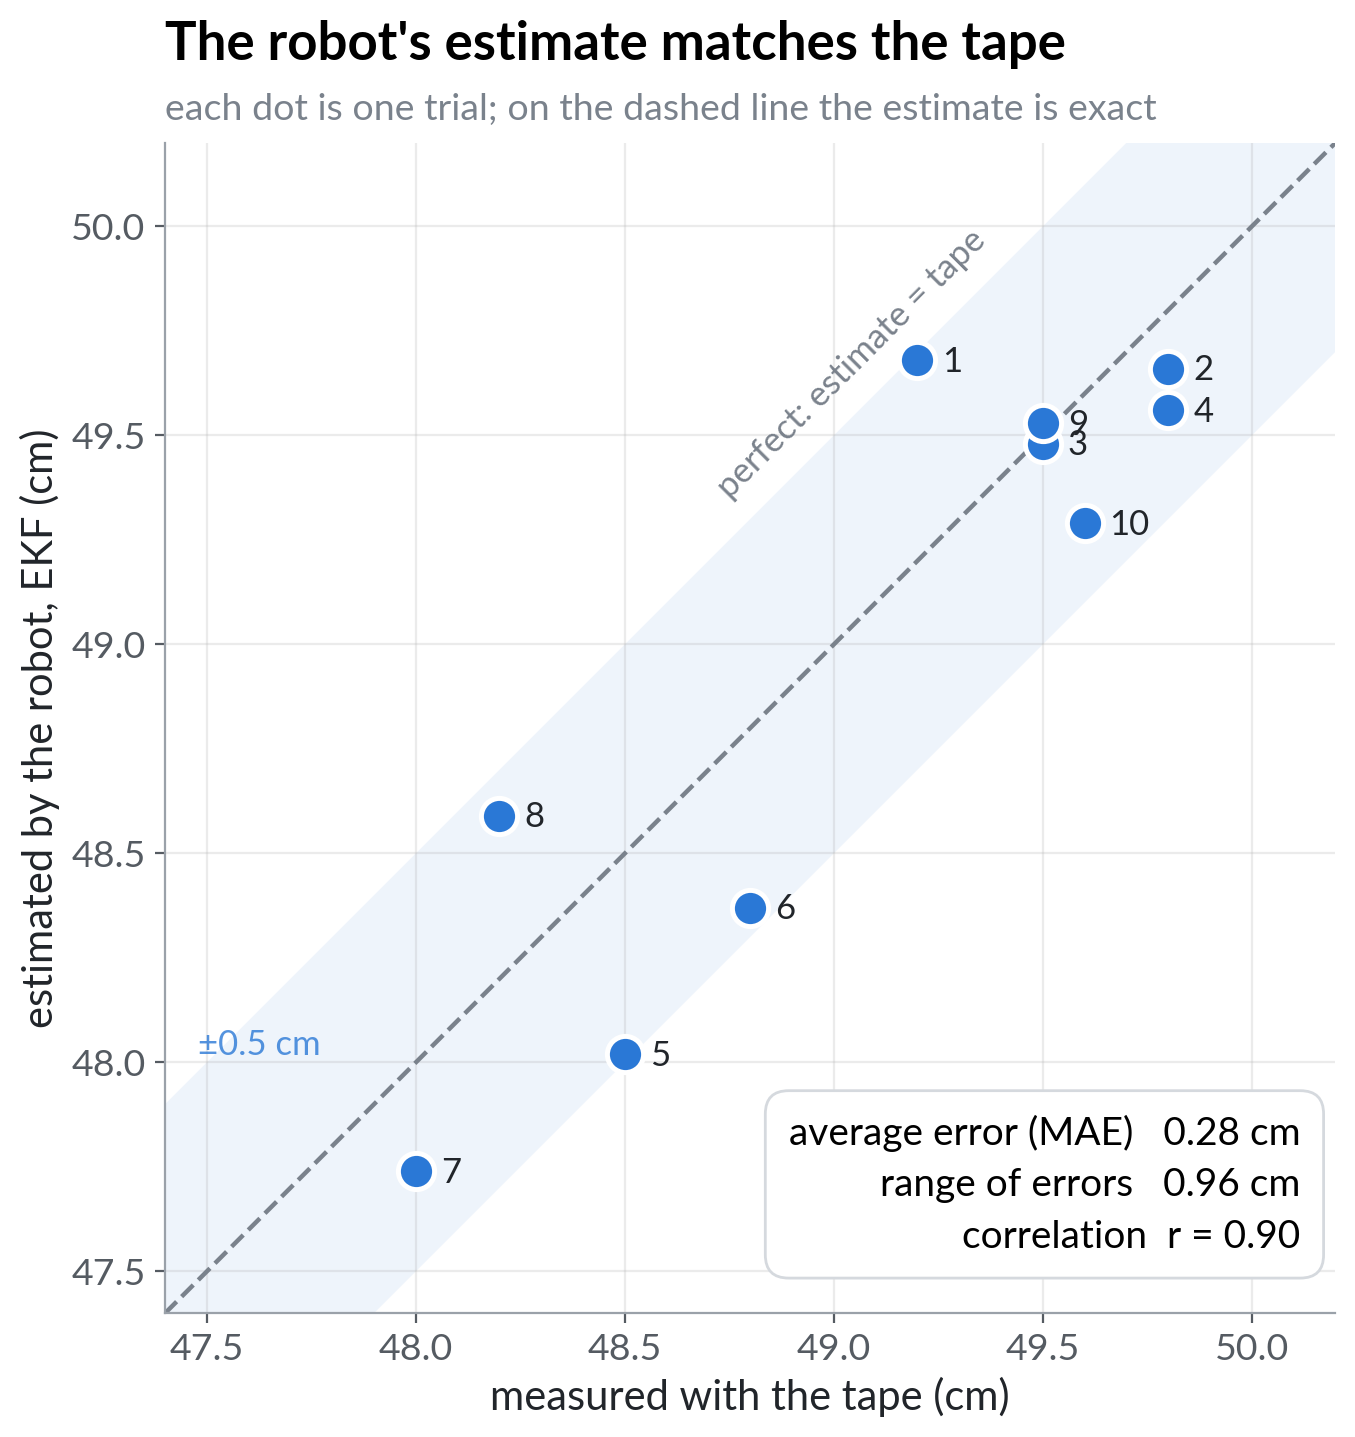 The robot's estimate matches the tape
each dot is one trial; on the dashed line the estimate is exact
estimated by the robot, EKF (cm)
50.0
49.5
49.0
48.5
48.0
47.5
perfect: estimate = tape
1
2
4
9
3
10
8
6
±0.5 cm
5
7
average error (MAE) 0.28 cm
range of errors 0.96 cm
correlation r = 0.90
47.5 48.0 48.5 49.0 49.5 50.0
measured with the tape (cm)